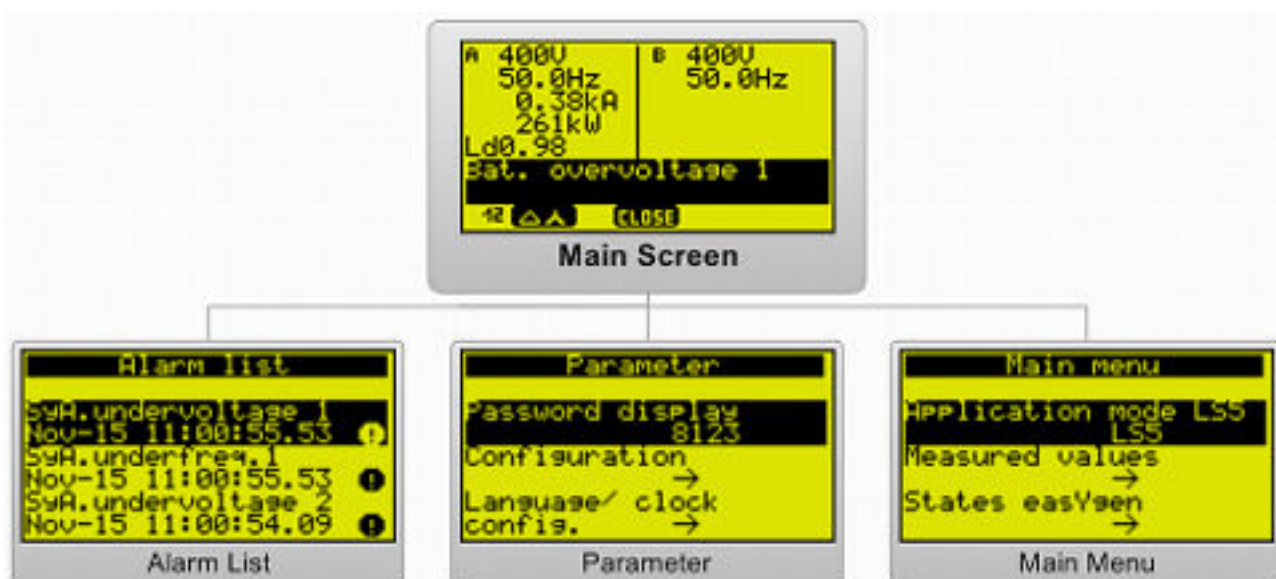 A 400V B 400V
50.0Hz 50.0Hz
0.38kA
261kW
Ld0.98
Bat. overvoltage 1
CLOSE
Main Screen
Alarm list
SyA.undervoltage 1
Nov-15 11:00:55.53
SyA.underfreq.1
Nov-15 11:00:55.53
SyA.undervoltage 2
Nov-15 11:00:54.09
Alarm List
Parameter
Password display
8123
Configuration
→
Language/ clock
config. →
Parameter
Main menu
Application mode LS5
LS5
Measured values
→
States easYgen
→
Main Menu